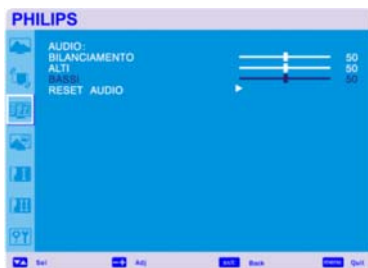 PHILIPS
AUDIO:
BILANCIAMENTO 50
ALTI 50
BASSI 50
RESET AUDIO
Sel Adj exit Back menu Quit